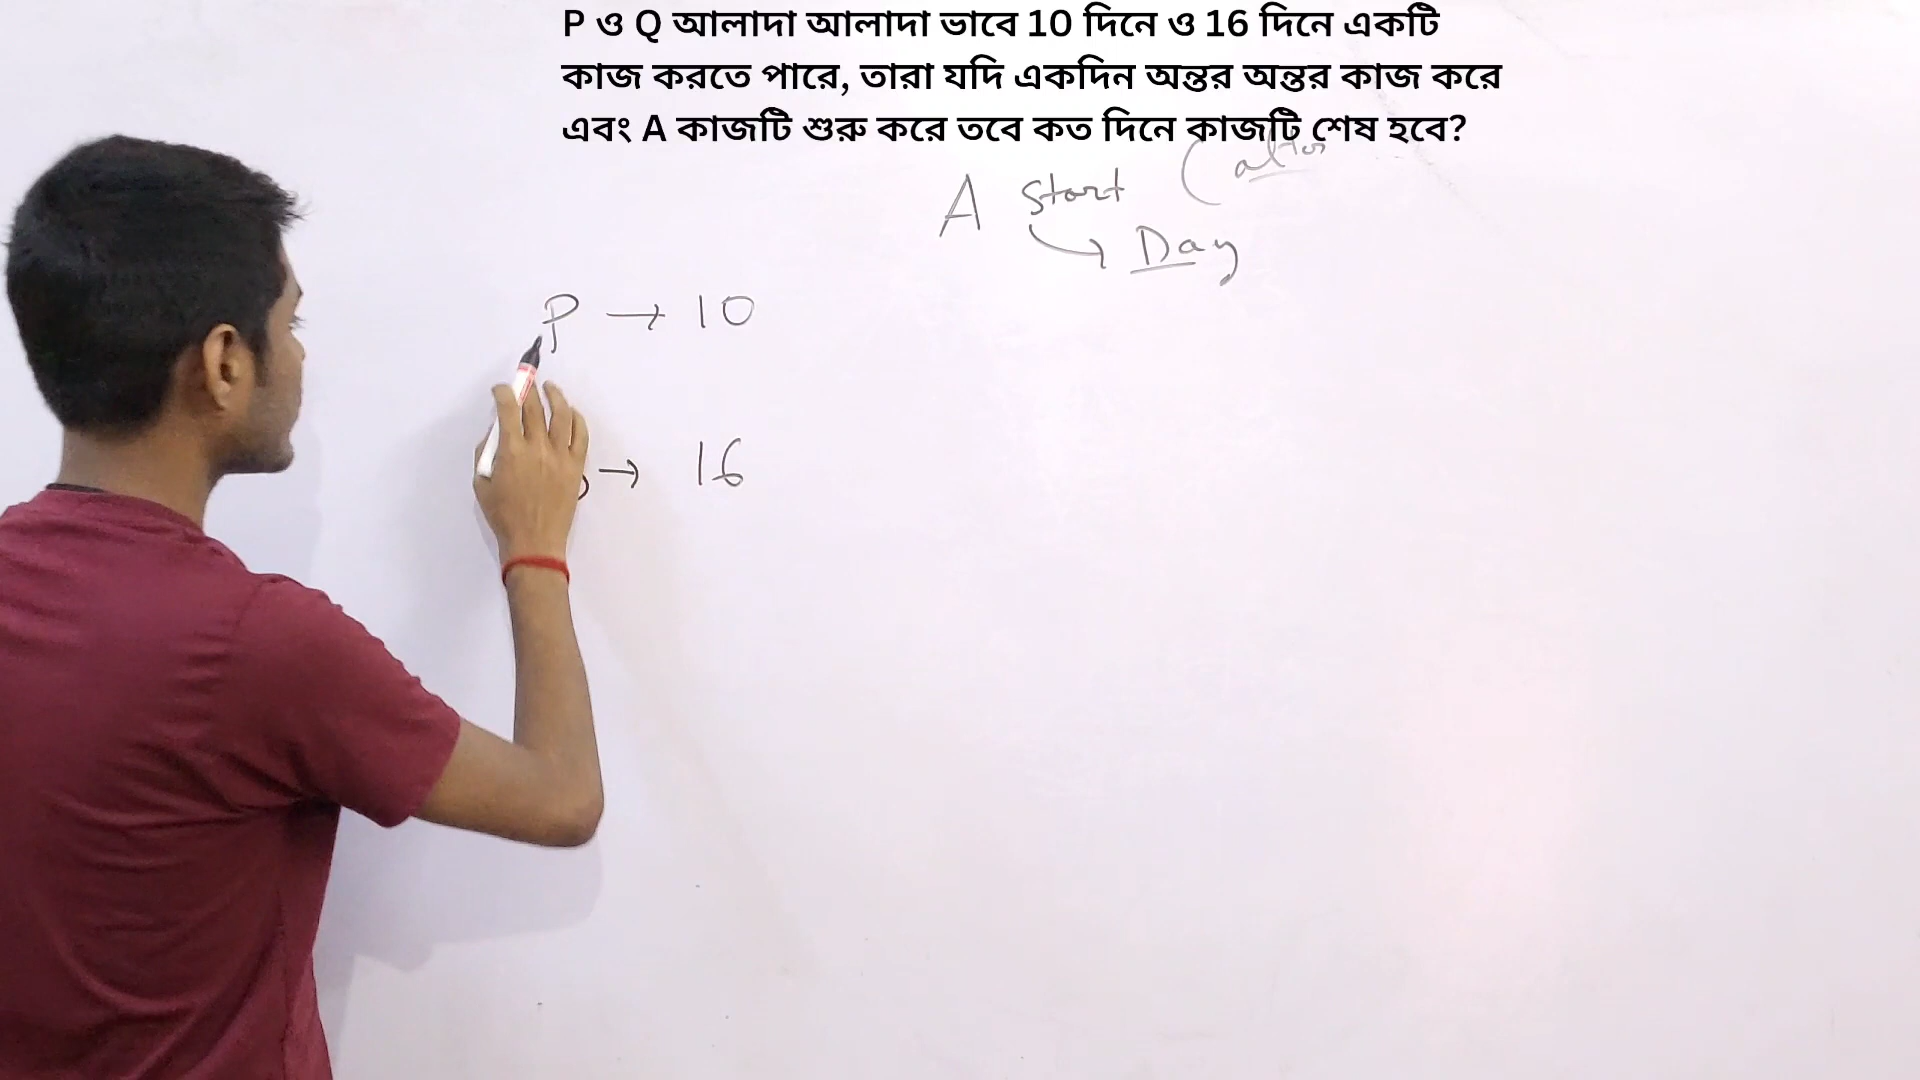 P ও Q আলাদা আলাদা ভাবে 10 দিনে ও 16 দিনে একটি
কাজ করতে পারে, তারা যদি একদিন অন্তর অন্তর কাজ করে
এবং A কাজটি শুরু করে তবে কত দিনে কাজটি শেষ হবে?
A Start
→ Day
P → 10
→ 16